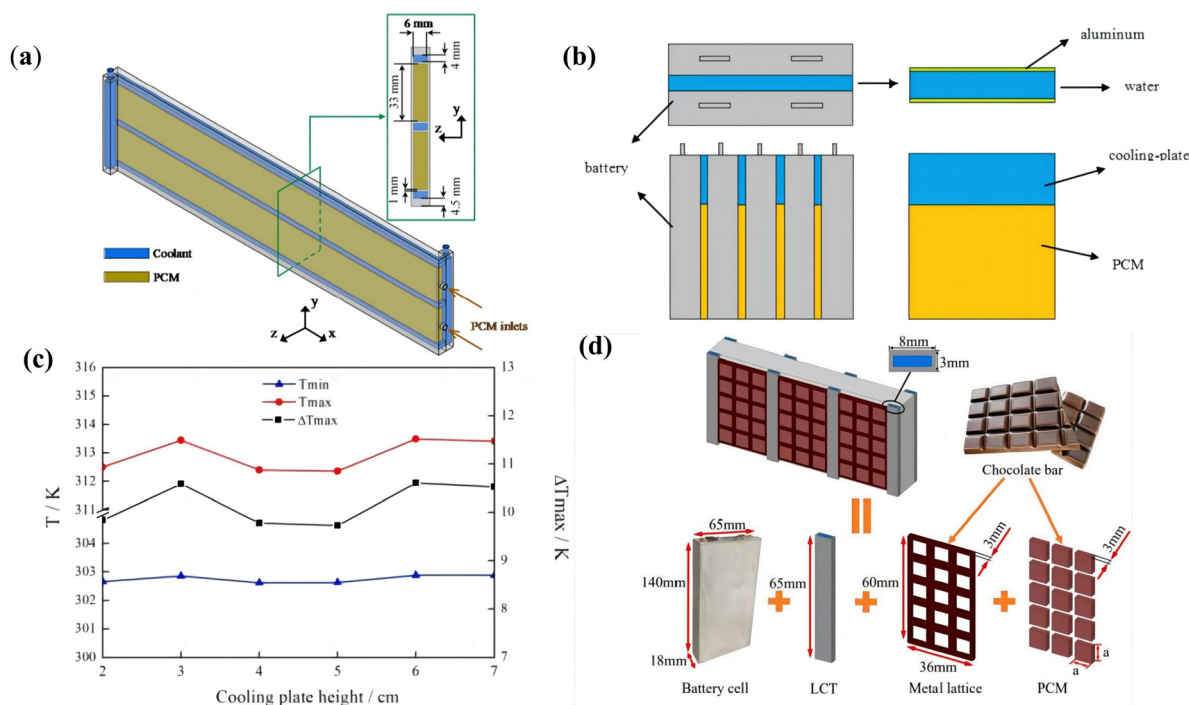 (a)
6 mm
4 mm
33 mm
y
z
1 mm
4.5 mm
Coolant
PCM
y
z
x
PCM inlets
(b)
aluminum
water
battery
cooling-plate
PCM
(c)
316
315
314
313
312
311
304
303
302
301
300
T / K
Tmin
Tmax
ΔTmax
13
12
11
10
9
8
7
ΔTmax / K
2
3
4
5
6
7
Cooling plate height / cm
(d)
8mm
3mm
Chocolate bar
65mm
140mm
18mm
65mm
60mm
3mm
36mm
3mm
a
a
Battery cell
LCT
Metal lattice
PCM